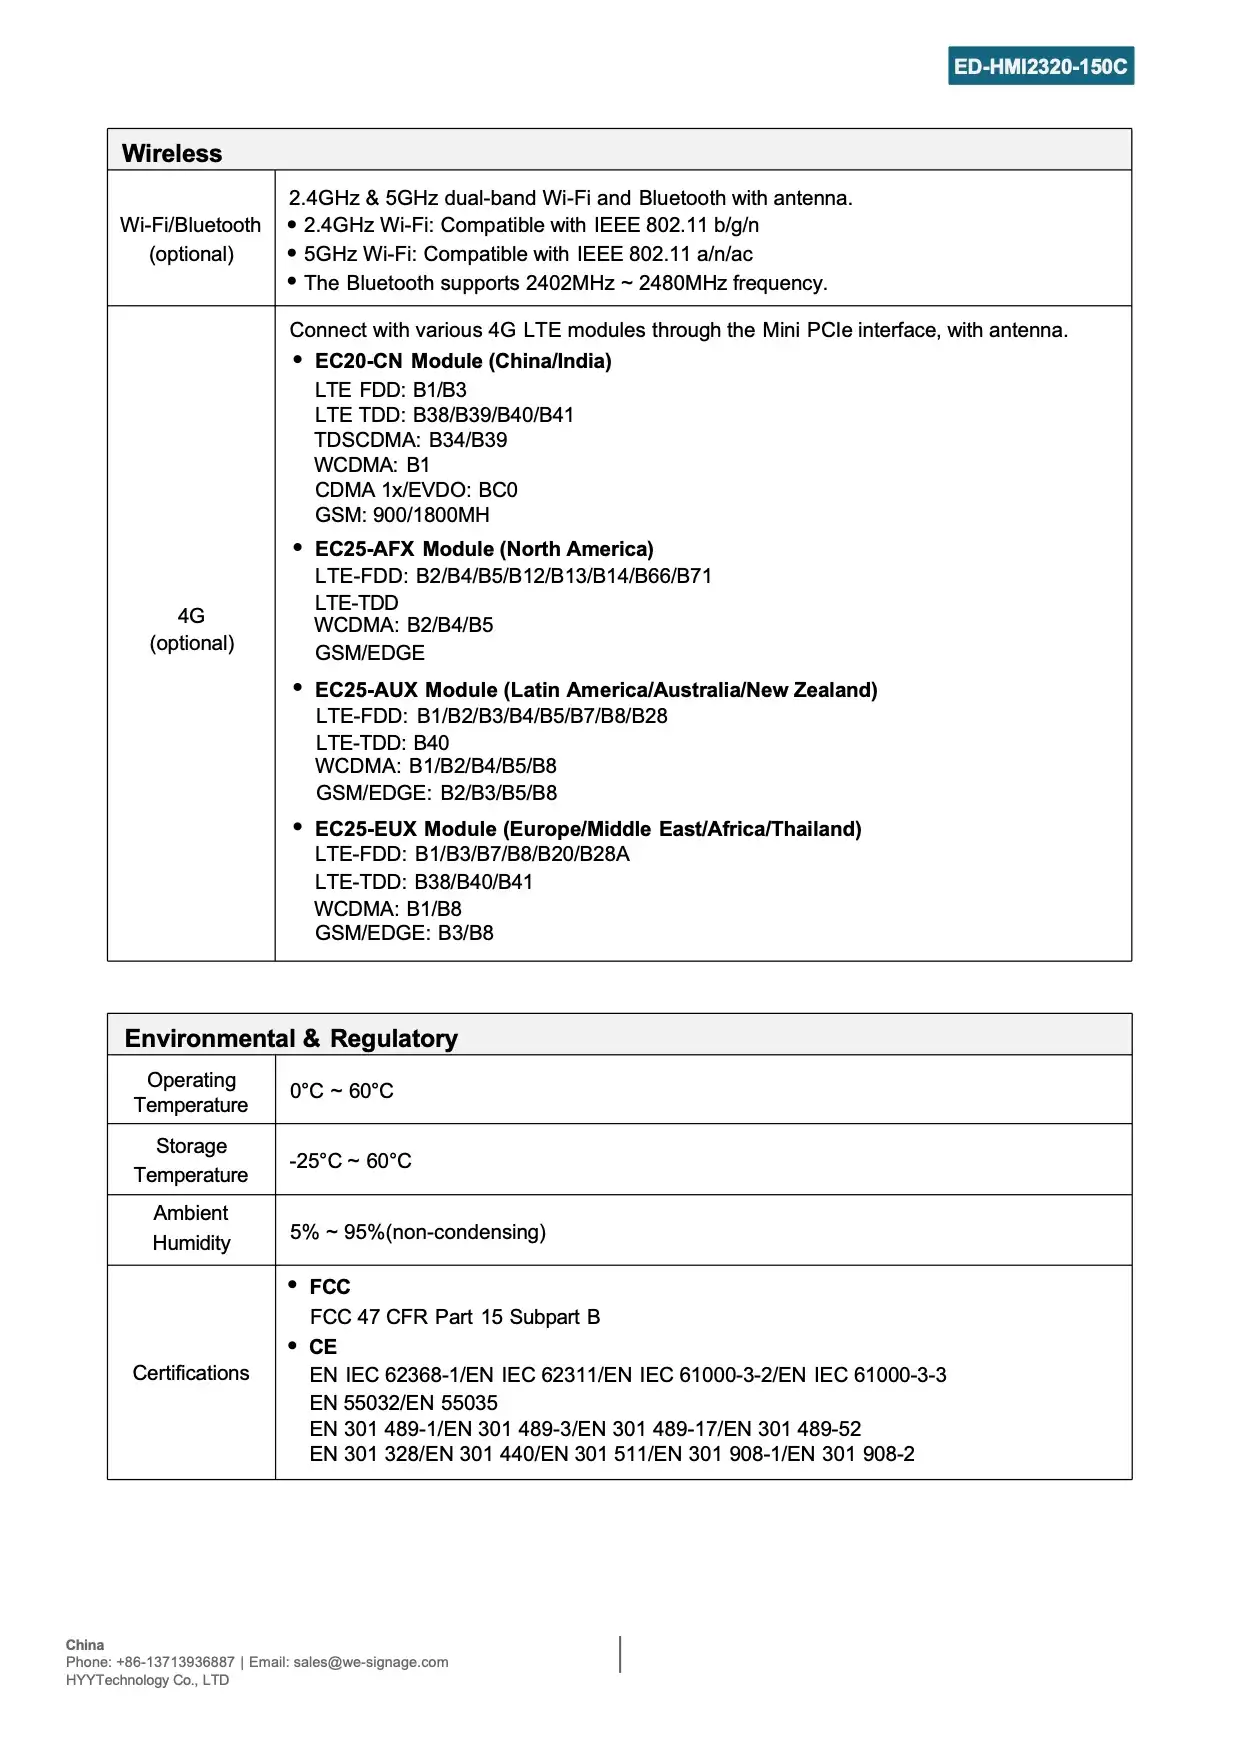 ED-HMI2320-150C
Wireless
Wi-Fi/Bluetooth
(optional)
2.4GHz & 5GHz dual-band Wi-Fi and Bluetooth with antenna.
• 2.4GHz Wi-Fi: Compatible with IEEE 802.11 b/g/n
• 5GHz Wi-Fi: Compatible with IEEE 802.11 a/n/ac
• The Bluetooth supports 2402MHz ~ 2480MHz frequency.
4G
(optional)
Connect with various 4G LTE modules through the Mini PCIe interface, with antenna.
• EC20-CN Module (China/India)
LTE FDD: B1/B3
LTE TDD: B38/B39/B40/B41
TDSCDMA: B34/B39
WCDMA: B1
CDMA 1x/EVDO: BC0
GSM: 900/1800MH
• EC25-AFX Module (North America)
LTE-FDD: B2/B4/B5/B12/B13/B14/B66/B71
LTE-TDD
WCDMA: B2/B4/B5
GSM/EDGE
• EC25-AUX Module (Latin America/Australia/New Zealand)
LTE-FDD: B1/B2/B3/B4/B5/B7/B8/B28
LTE-TDD: B40
WCDMA: B1/B2/B4/B5/B8
GSM/EDGE: B2/B3/B5/B8
• EC25-EUX Module (Europe/Middle East/Africa/Thailand)
LTE-FDD: B1/B3/B7/B8/B20/B28A
LTE-TDD: B38/B40/B41
WCDMA: B1/B8
GSM/EDGE: B3/B8
Environmental & Regulatory
Operating
Temperature
0°C ~ 60°C
Storage
Temperature
-25°C ~ 60°C
Ambient
Humidity
5% ~ 95%(non-condensing)
Certifications
• FCC
FCC 47 CFR Part 15 Subpart B
• CE
EN IEC 62368-1/EN IEC 62311/EN IEC 61000-3-2/EN IEC 61000-3-3
EN 55032/EN 55035
EN 301 489-1/EN 301 489-3/EN 301 489-17/EN 301 489-52
EN 301 328/EN 301 440/EN 301 511/EN 301 908-1/EN 301 908-2
China
Phone: +86-13713936887 | Email: sales@we-signage.com
HYYTechnology Co., LTD